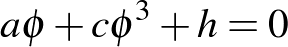 aϕ + cϕ³ + h = 0